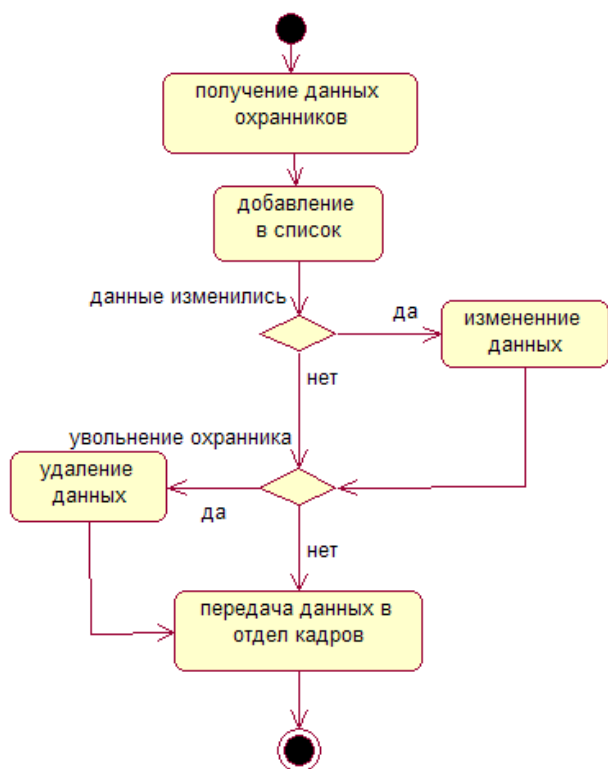 получение данных
охранников
добавление
в список
данные изменились
да
измененние
данных
нет
увольнение охранника
удаление
данных
да
нет
передача данных в
отдел кадров